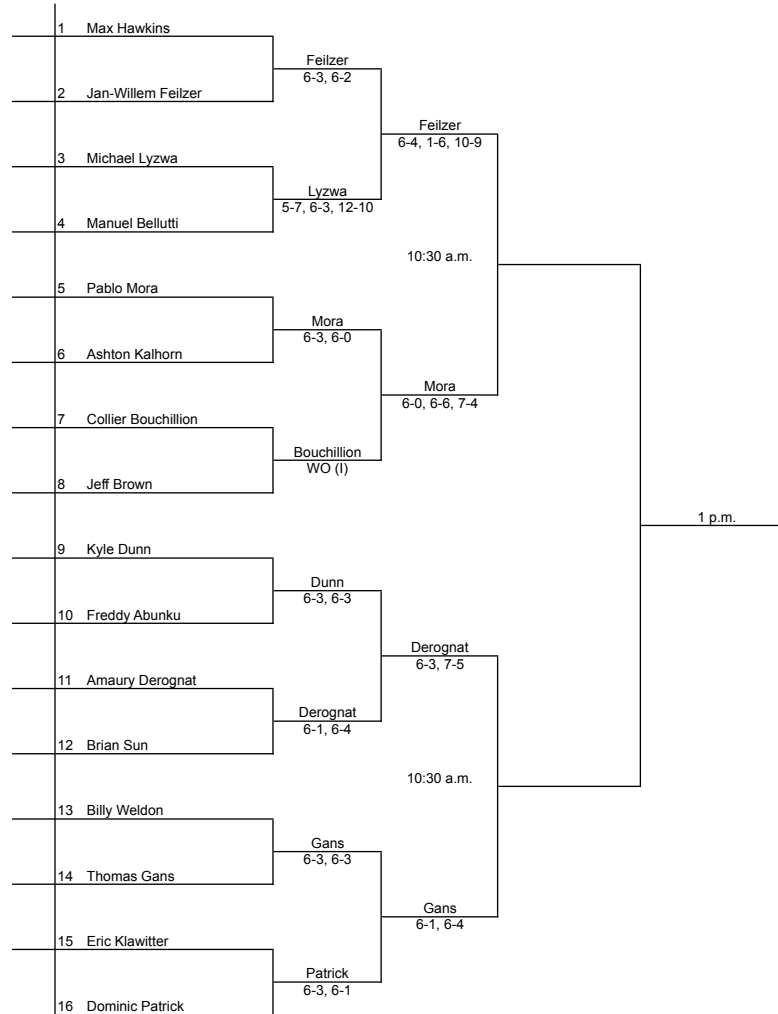 1 Max Hawkins
Feilzer
6-3, 6-2
2 Jan-Willem Feilzer
Feilzer
6-4, 1-6, 10-9
3 Michael Lyzwa
Lyzwa
5-7, 6-3, 12-10
4 Manuel Bellutti
10:30 a.m.
5 Pablo Mora
Mora
6-3, 6-0
6 Ashton Kalhorn
Mora
6-0, 6-6, 7-4
7 Collier Bouchillion
Bouchillion
WO (I)
8 Jeff Brown
1 p.m.
9 Kyle Dunn
Dunn
6-3, 6-3
10 Freddy Abunku
Derognat
6-3, 7-5
11 Amaury Derognat
Derognat
6-1, 6-4
12 Brian Sun
10:30 a.m.
13 Billy Weldon
Gans
6-3, 6-3
14 Thomas Gans
Gans
6-1, 6-4
15 Eric Klawitter
Patrick
6-3, 6-1
16 Dominic Patrick